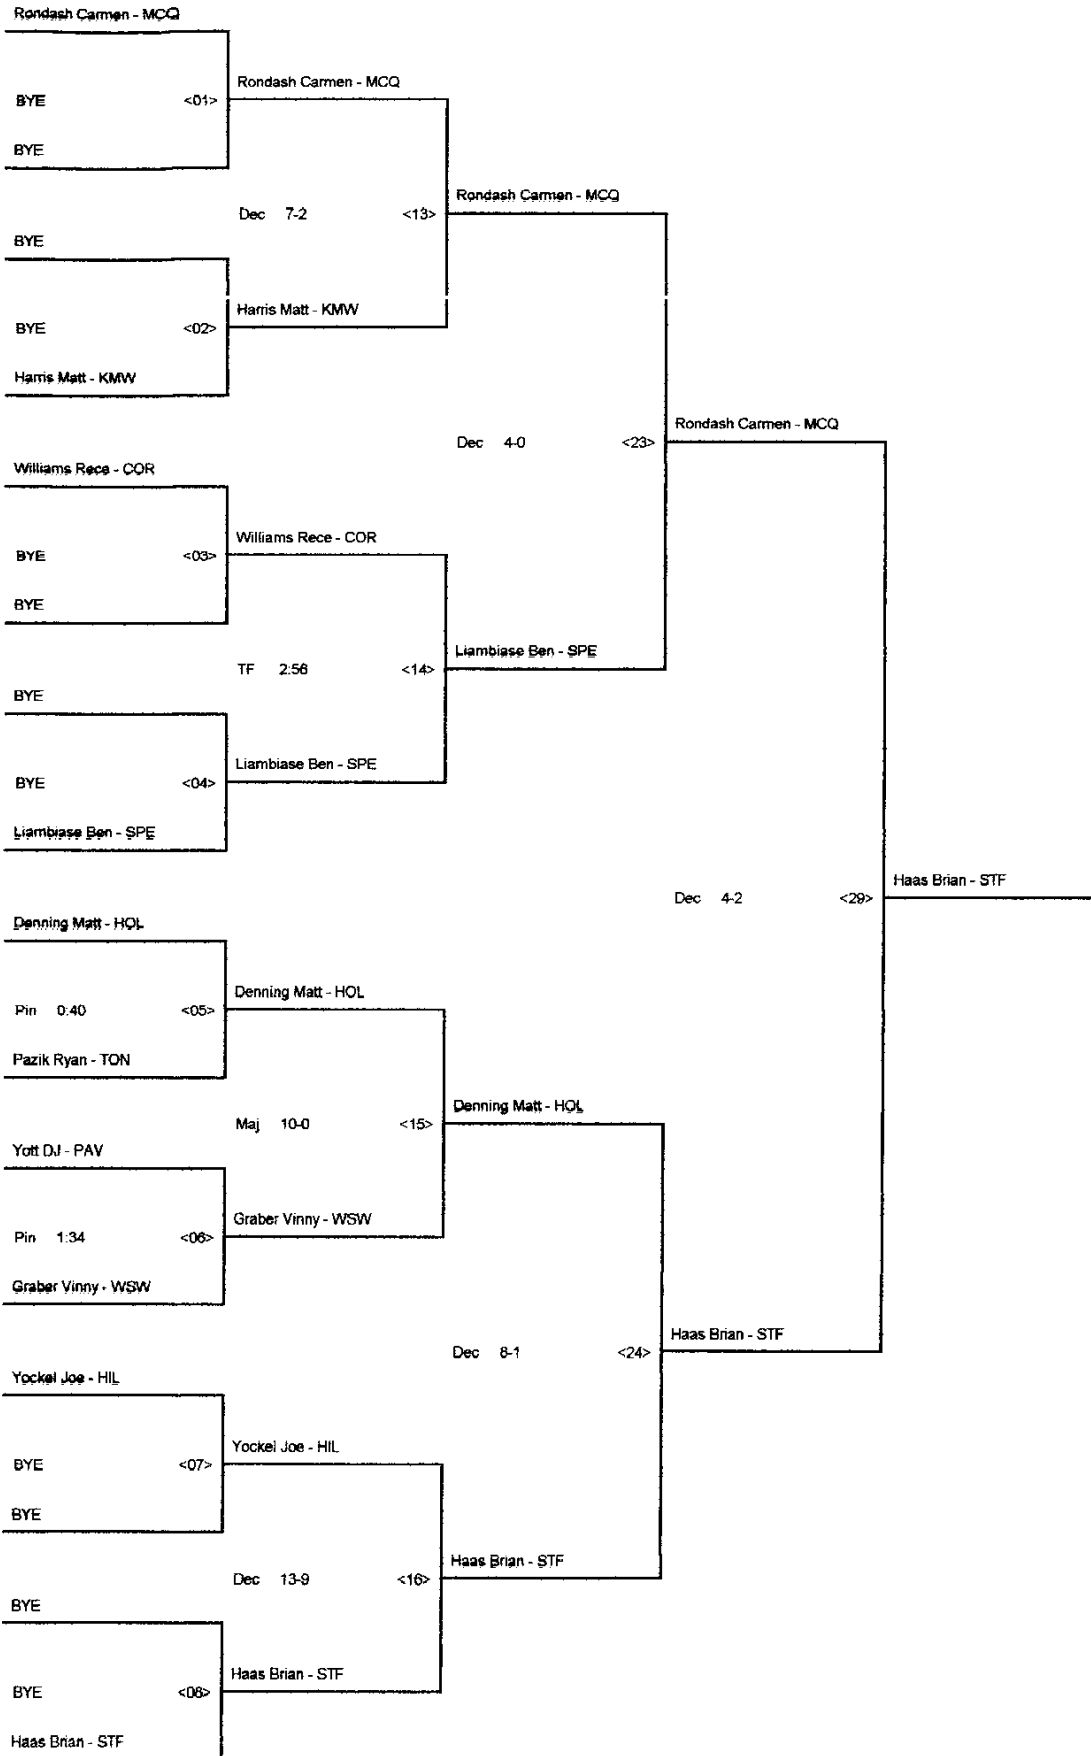 Rondash Carmen - MCQ
Rondash Carmen - MCQ
BYE <01>
BYE
Rondash Carmen - MCQ
Dec 7-2 <13>
BYE
Harris Matt - KMW
BYE <02>
Harris Matt - KMW
Rondash Carmen - MCQ
Dec 4-0 <23>
Williams Rece - COR
Williams Rece - COR
BYE <03>
BYE
Liambiase Ben - SPE
TF 2:56 <14>
BYE
Liambiase Ben - SPE
BYE <04>
Liambiase Ben - SPE
Haas Brian - STF
Dec 4-2 <29>
Denning Matt - HOL
Denning Matt - HOL
Pin 0:40 <05>
Pazik Ryan - TON
Denning Matt - HOL
Maj 10-0 <15>
Yott DJ - PAV
Graber Vinny - WSW
Pin 1:34 <06>
Graber Vinny - WSW
Haas Brian - STF
Dec 8-1 <24>
Yockel Joe - HIL
Yockel Joe - HIL
BYE <07>
BYE
Haas Brian - STF
Dec 13-9 <16>
BYE
Haas Brian - STF
BYE <08>
Haas Brian - STF